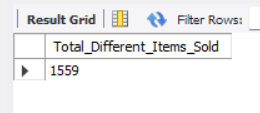 Result Grid Filter Rows:
Total_Different_Items_Sold
1559